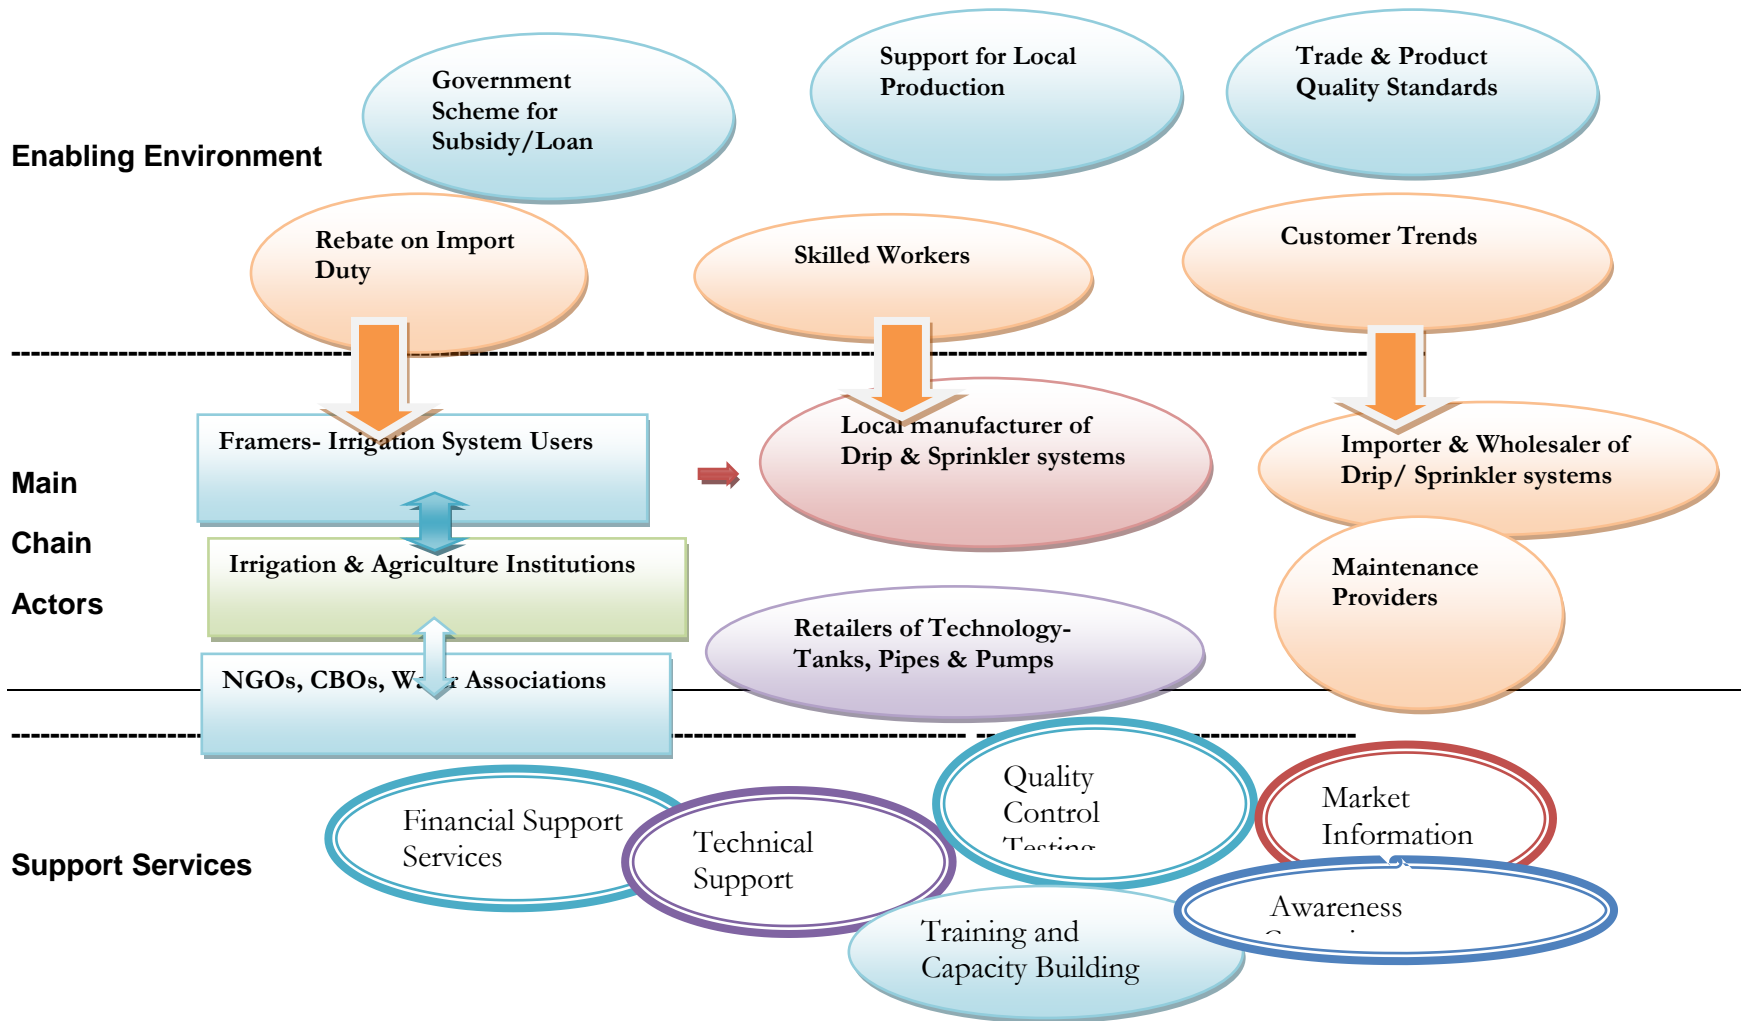 Government
Scheme for
Subsidy/Loan
Support for Local
Production
Trade & Product
Quality Standards
Enabling Environment
Rebate on Import
Duty
Skilled Workers
Customer Trends
Framers- Irrigation System Users
Local manufacturer of
Drip & Sprinkler systems
Importer & Wholesaler of
Drip/ Sprinkler systems
Main
Chain
Actors
Irrigation & Agriculture Institutions
Maintenance
Providers
Retailers of Technology-
Tanks, Pipes & Pumps
NGOs, CBOs, Water Associations
Support Services
Financial Support
Services
Technical
Support
Quality
Control
Testing
Market
Information
Training and
Capacity Building
Awareness